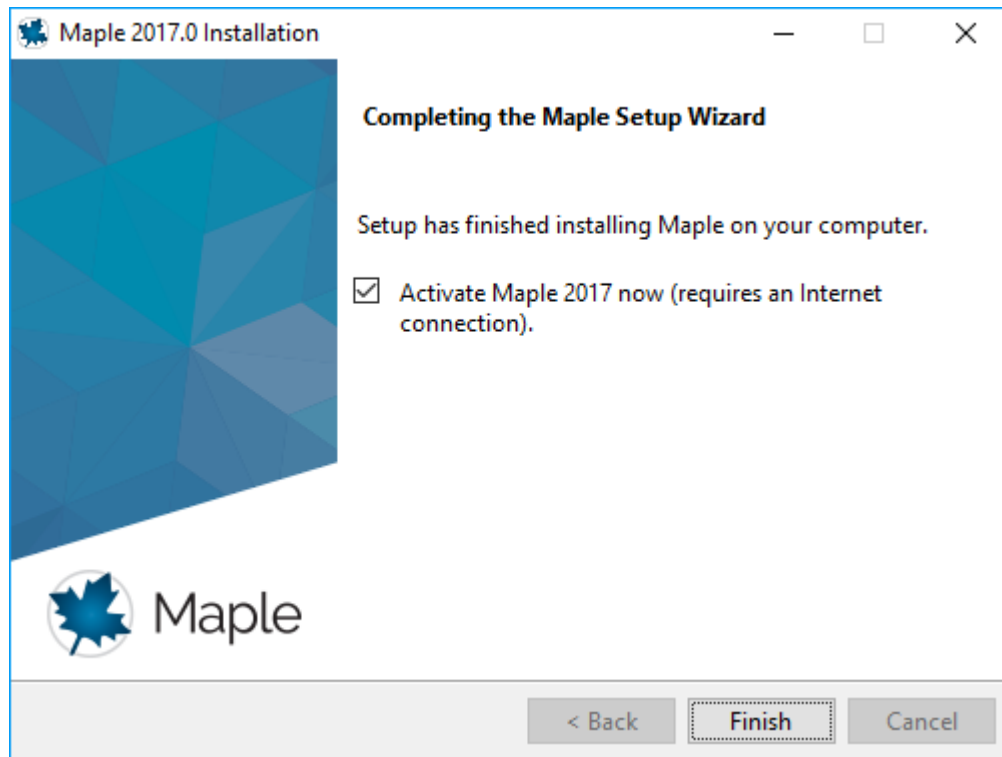 Maple 2017.0 Installation
Completing the Maple Setup Wizard
Setup has finished installing Maple on your computer.
Activate Maple 2017 now (requires an Internet
connection).
Maple
< Back Finish Cancel